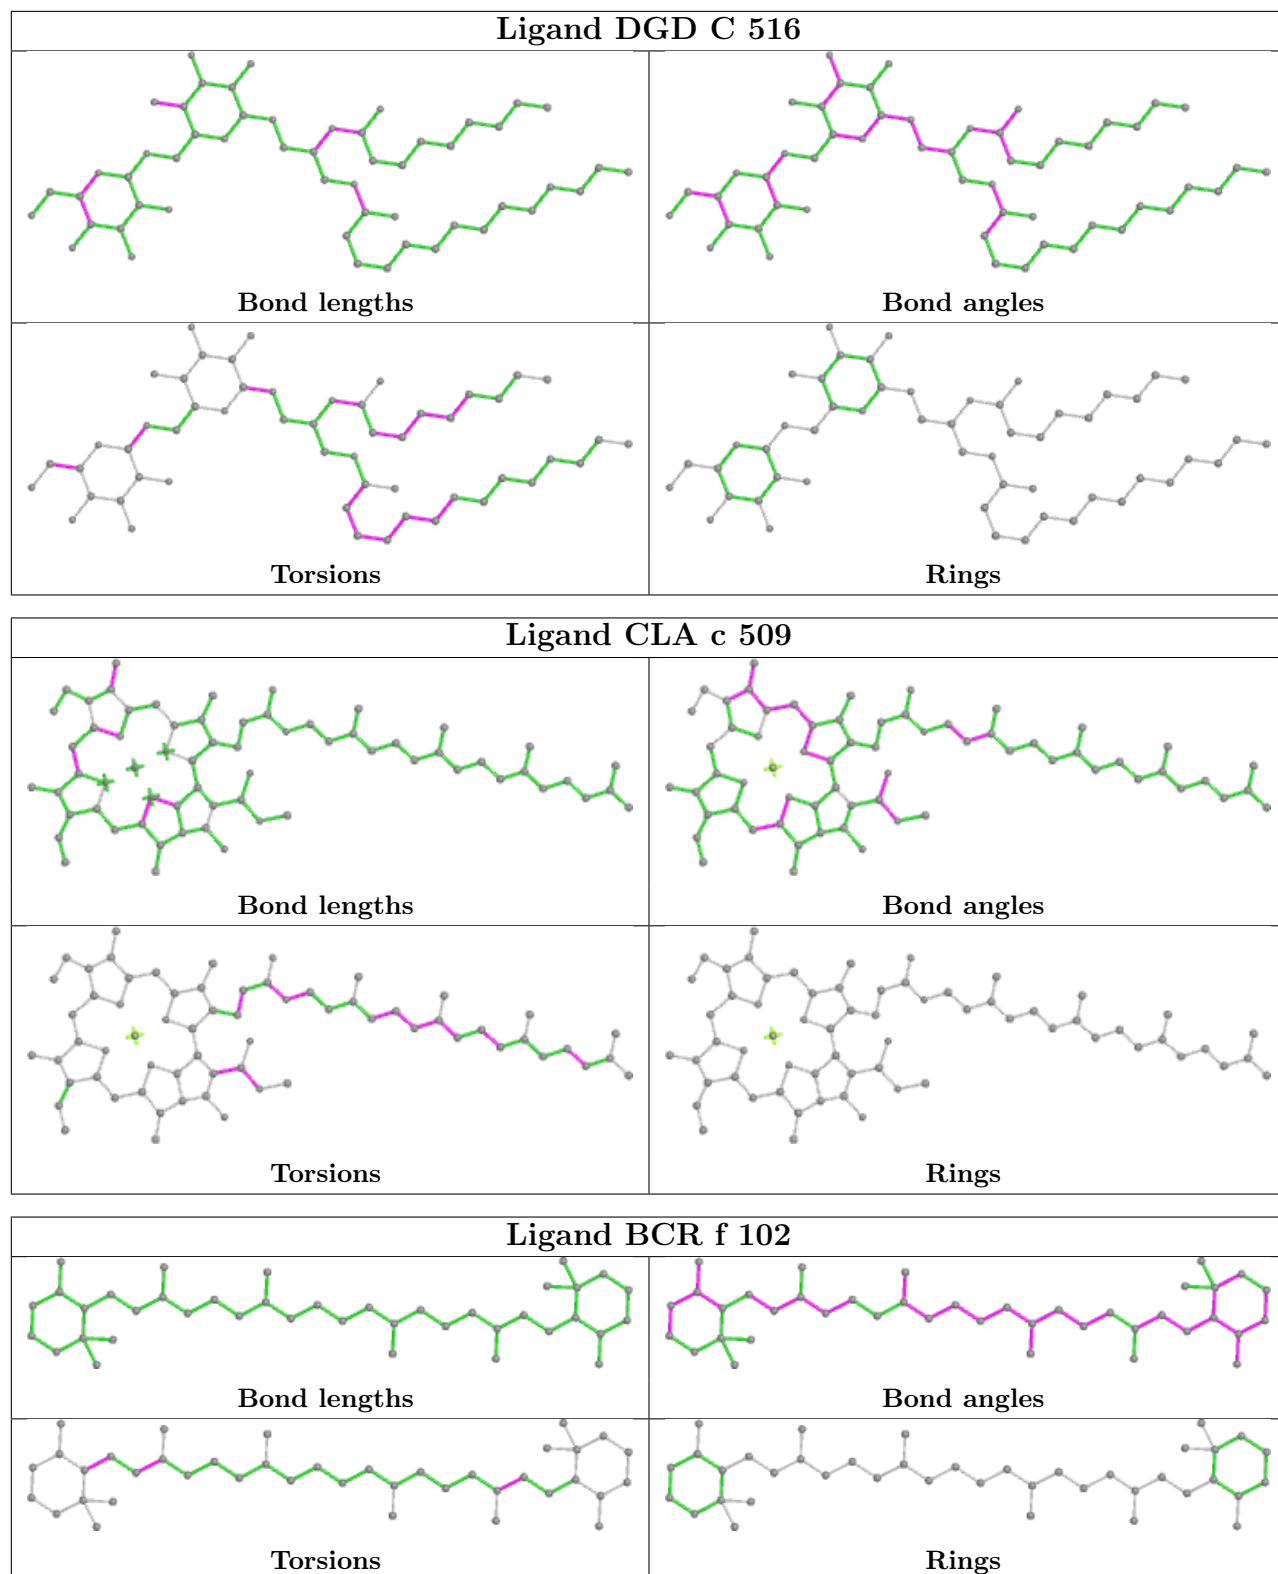 Ligand DGD C 516
Bond lengths
Bond angles
Torsions
Rings
Ligand CLA c 509
Bond lengths
Bond angles
Torsions
Rings
Ligand BCR f 102
Bond lengths
Bond angles
Torsions
Rings